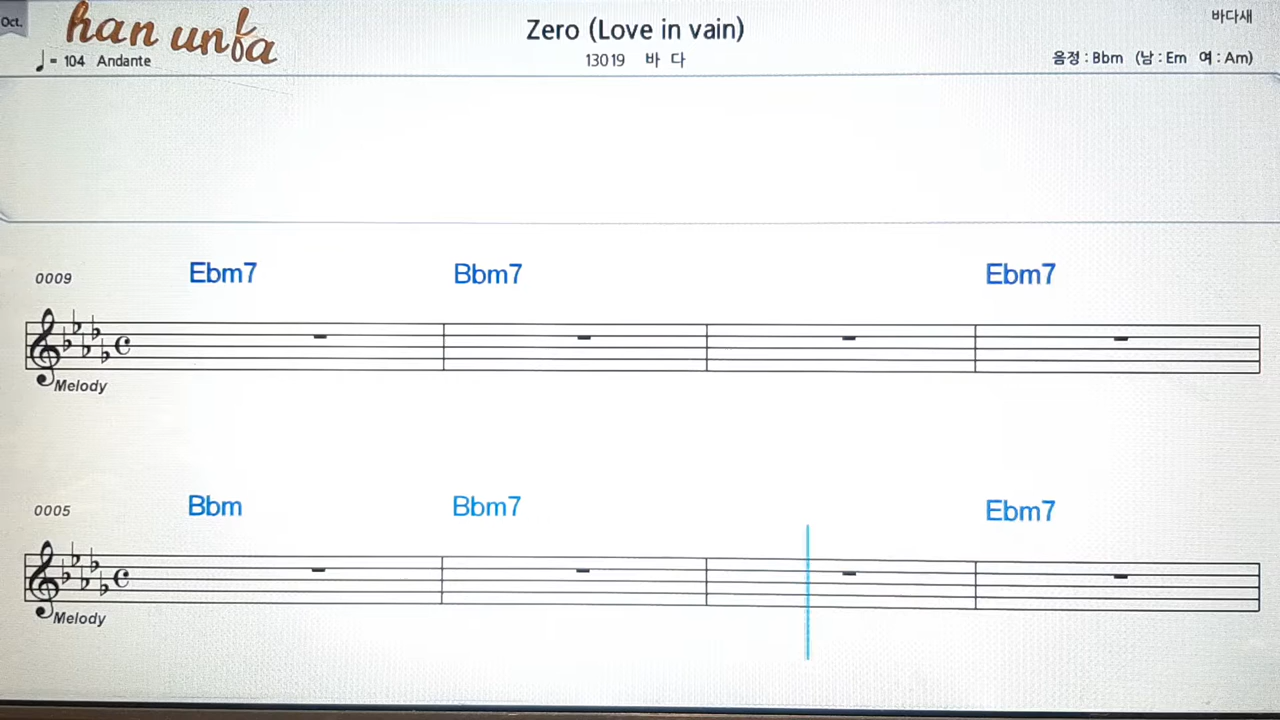 Oct.
han unfa
Zero (Love in vain)
바다새
♩= 104 Andante
13019 바 다
음정 : Bbm (남 : Em 여 : Am)
0009
Ebm7 Bbm7 Ebm7
Melody
0005
Bbm Bbm7 Ebm7
Melody